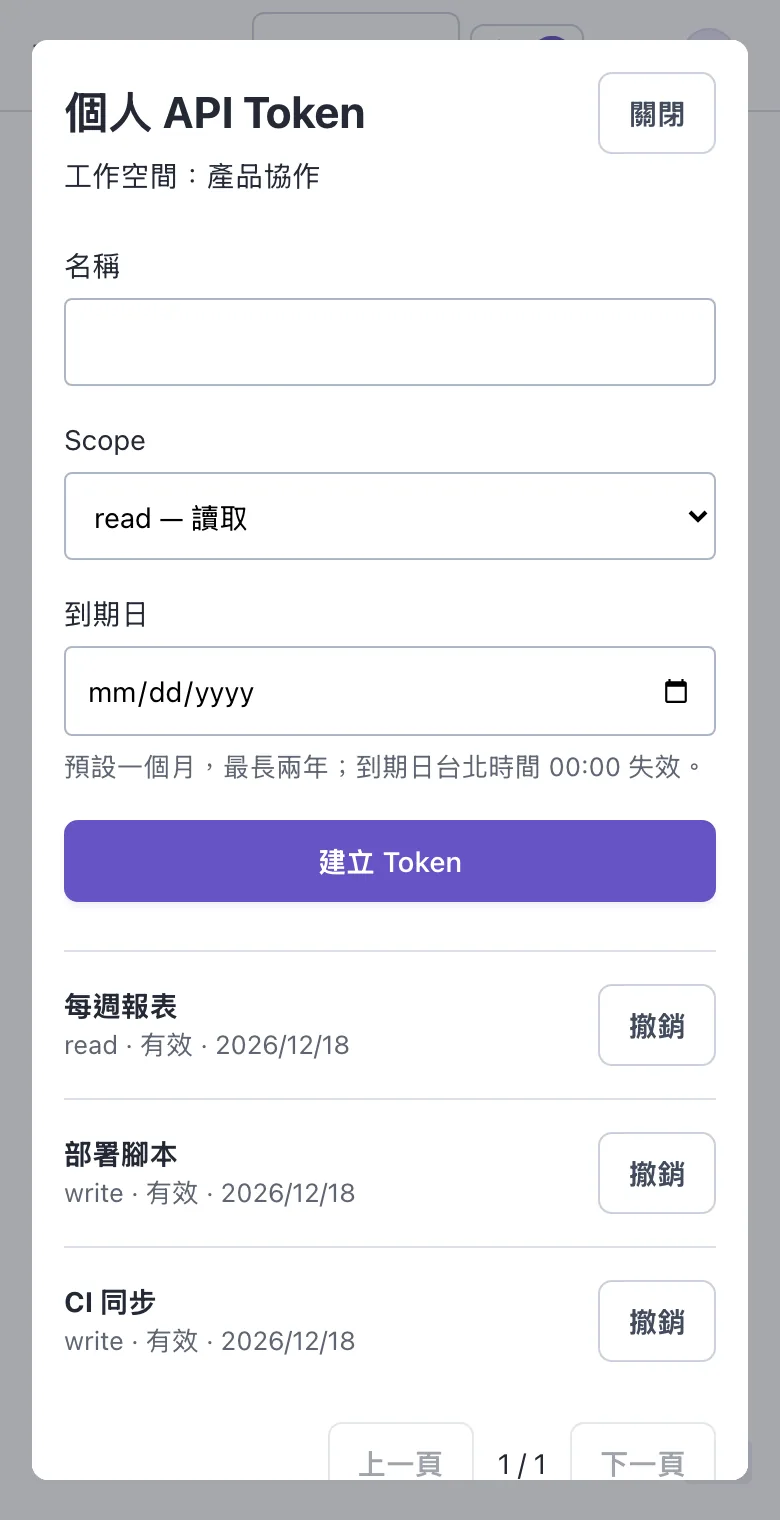 個人 API Token
關閉
工作空間：產品協作
名稱
Scope
read — 讀取
到期日
mm/dd/yyyy
預設一個月，最長兩年；到期日台北時間 00:00 失效。
建立 Token
每週報表
撤銷
read · 有效 · 2026/12/18
部署腳本
撤銷
write · 有效 · 2026/12/18
CI 同步
撤銷
write · 有效 · 2026/12/18
上一頁 1 / 1 下一頁